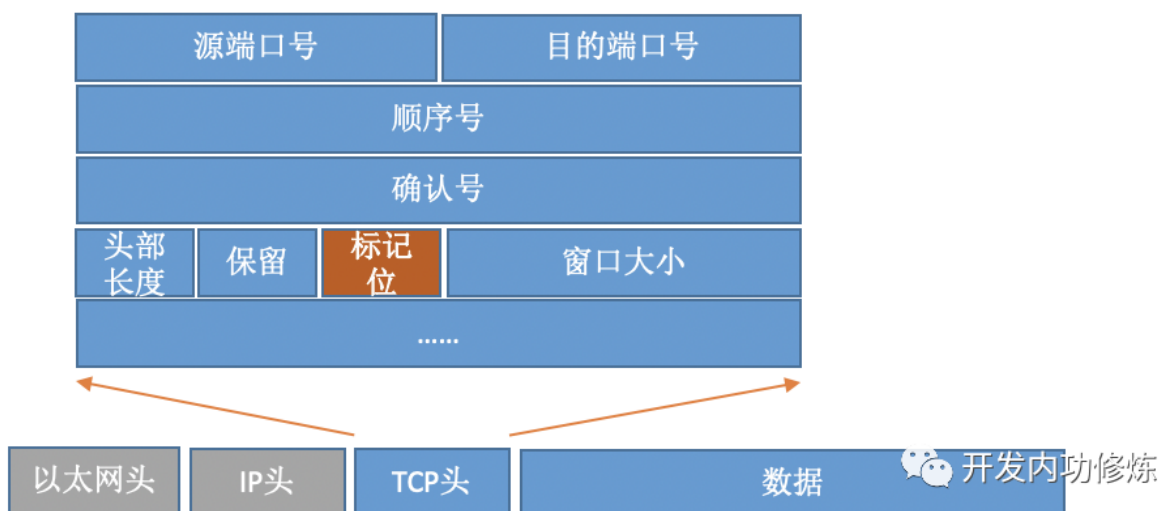 源端口号 目的端口号
顺序号
确认号
头部
长度
保留
标记
位
窗口大小
......
以太网头 IP头 TCP头 数据
开发内功修炼